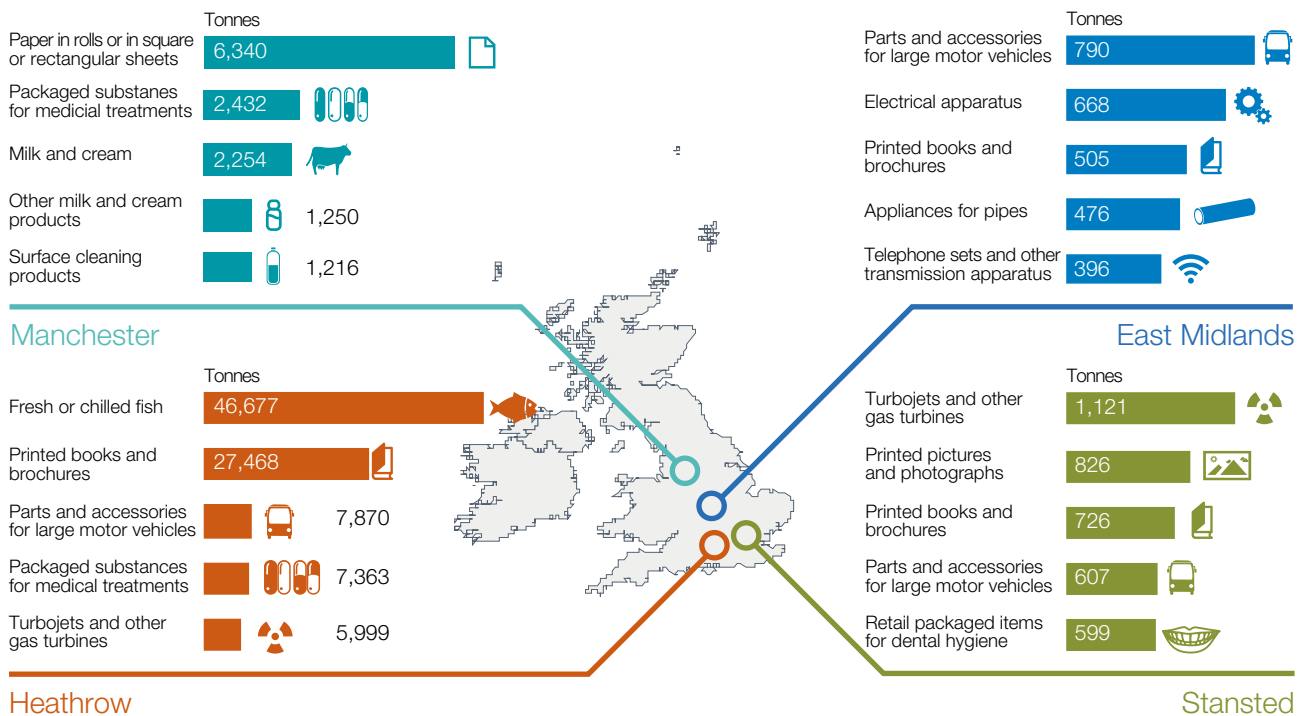 Tonnes
Paper in rolls or in square
or rectangular sheets
6,340
Packaged substanes
for medicial treatments
2,432
Milk and cream
2,254
Other milk and cream
products
1,250
Surface cleaning
products
1,216
Manchester
Tonnes
Parts and accessories
for large motor vehicles
790
Electrical apparatus
668
Printed books and
brochures
505
Appliances for pipes
476
Telephone sets and other
transmission apparatus
396
East Midlands
Tonnes
Fresh or chilled fish
46,677
Printed books and
brochures
27,468
Parts and accessories
for large motor vehicles
7,870
Packaged substances
for medical treatments
7,363
Turbojets and other
gas turbines
5,999
Heathrow
Tonnes
Turbojets and other
gas turbines
1,121
Printed pictures
and photographs
826
Printed books and
brochures
726
Parts and accessories
for large motor vehicles
607
Retail packaged items
for dental hygiene
599
Stansted